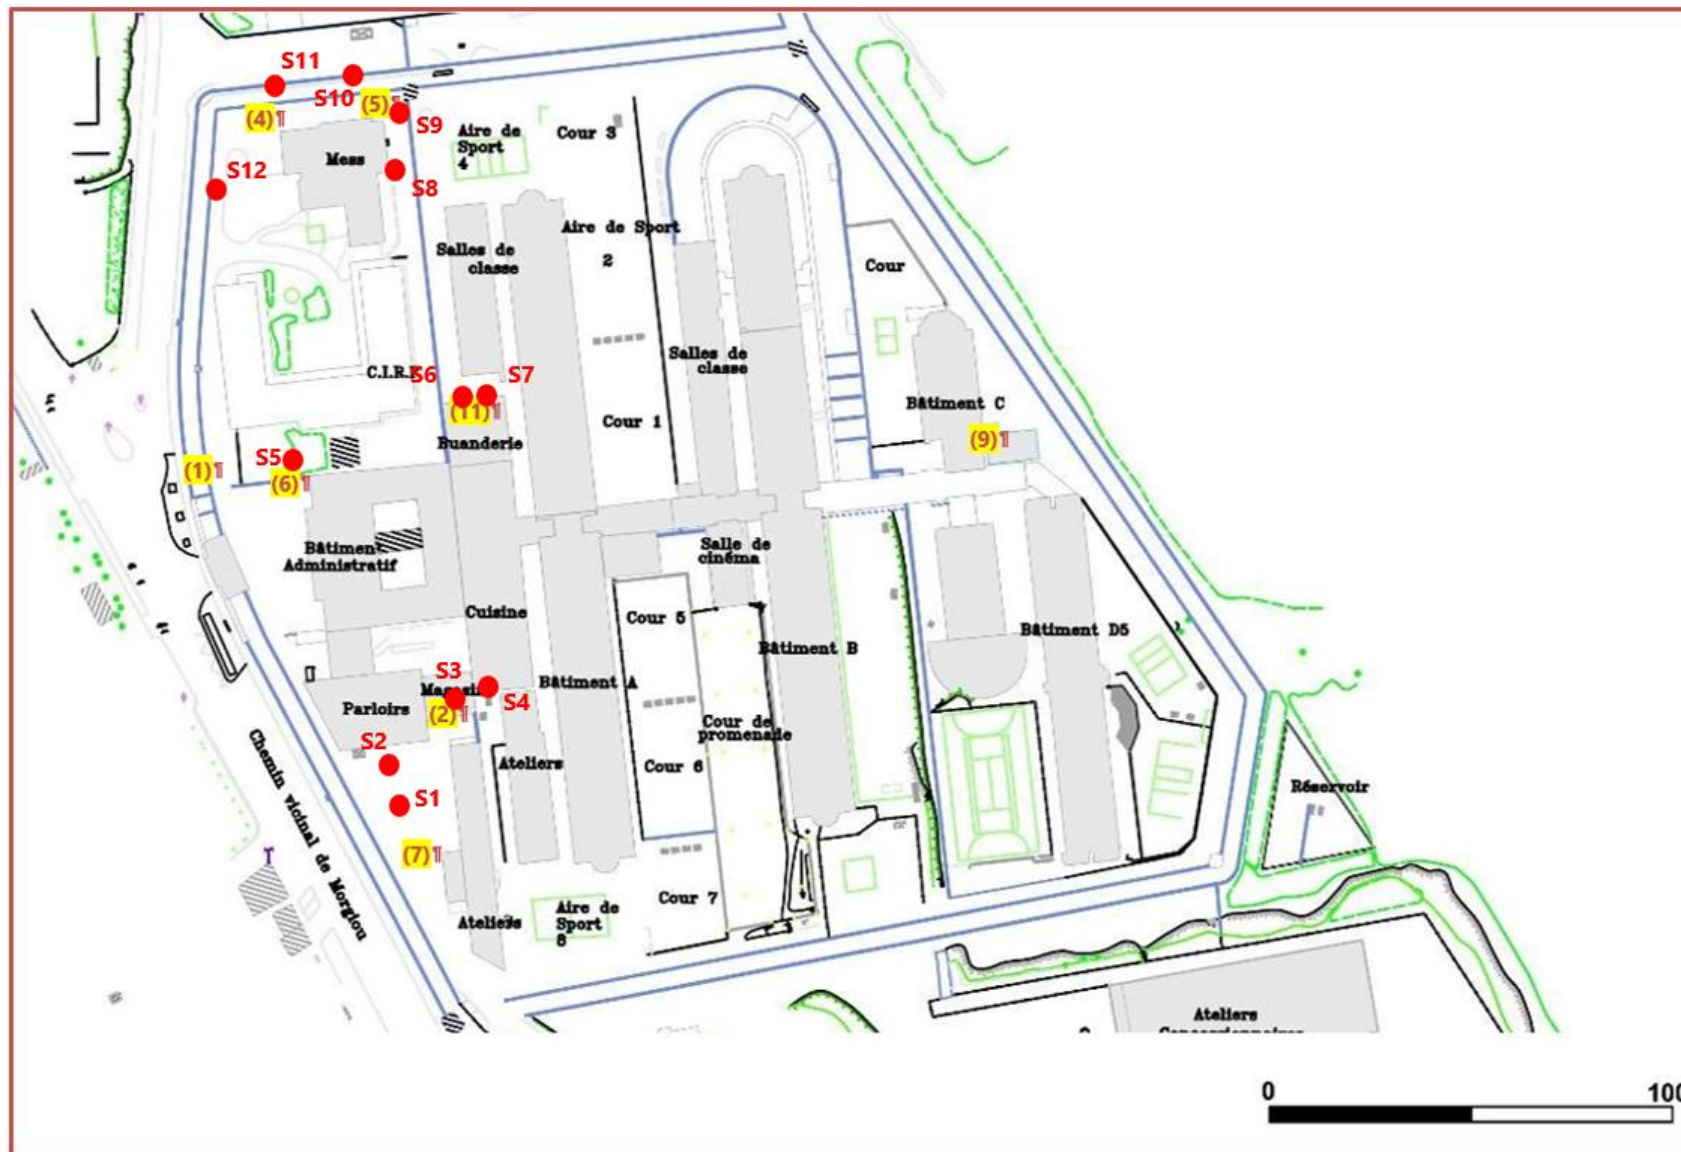 S11
S10
(5)¶
(4)¶
S9
Aire de
Sport
4
Cour 3
Mess
S12
S8
Aire de Sport
2
Salles de
classe
Cour
Salles de
classe
C.I.R.
S6
S7
(11)¶
Bâtiment C
Cour 1
Buanderie
(9)¶
(1)¶
S5
(6)¶
Bâtiment
Administratif
Salle de
cinéma
Cuisine
Cour 5
Bâtiment D5
Bâtiment B
S3
Magasin
S4
Bâtiment A
(2)¶
Parloirs
Cour de
promenade
S2
Ateliers
Cour 6
Chemin vicinal de Morgiou
Réservoir
S1
(7)¶
Cour 7
Aire de
Sport
8
Ateliers
Ateliers
Concessionnaires
0
100